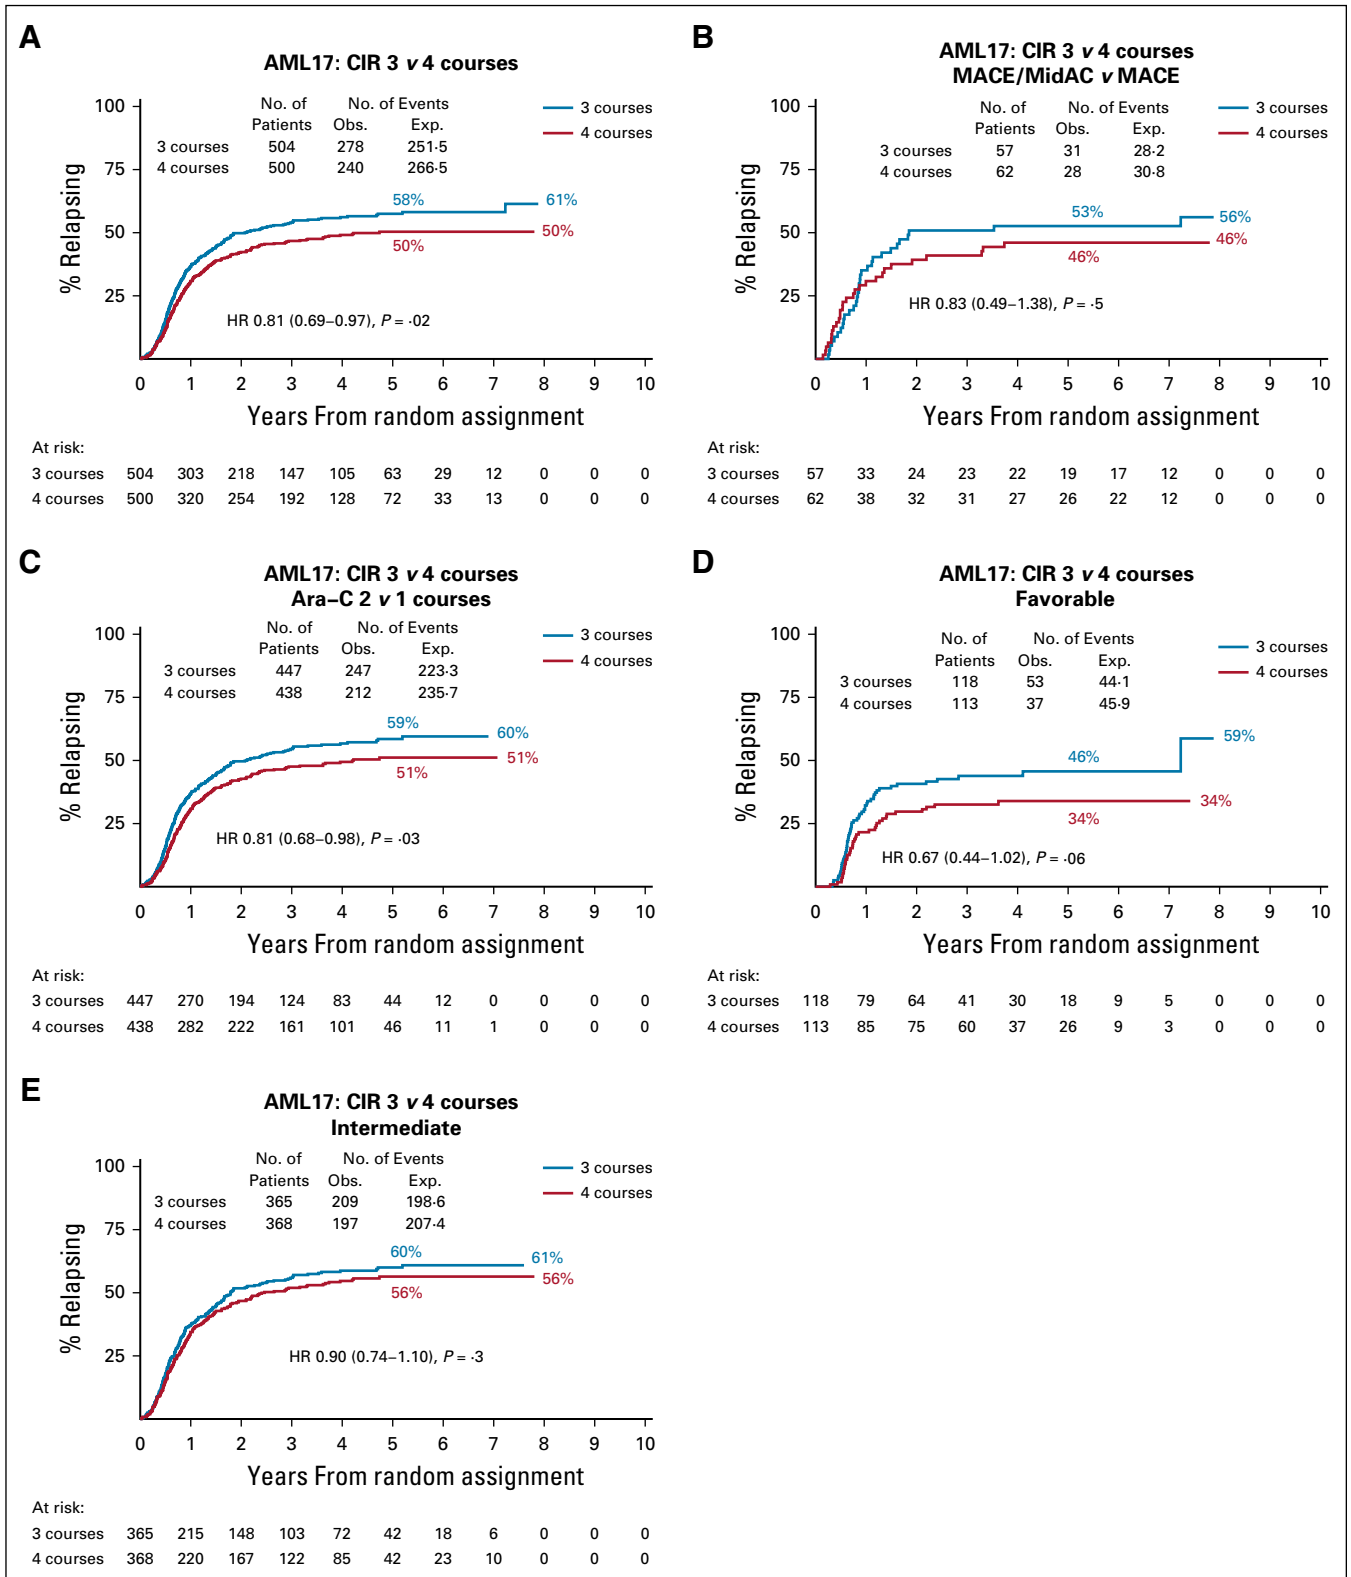 A
AML17: CIR 3 v 4 courses
No. of No. of Events
Patients Obs. Exp.
3 courses 504 278 251·5
4 courses 500 240 266·5
3 courses
4 courses
% Relapsing
100
75
50
25
58%
61%
50%
50%
HR 0.81 (0.69–0.97), P = ·02
0 1 2 3 4 5 6 7 8 9 10
Years From random assignment
At risk:
3 courses 504 303 218 147 105 63 29 12 0 0 0
4 courses 500 320 254 192 128 72 33 13 0 0 0
B
AML17: CIR 3 v 4 courses
MACE/MidAC v MACE
No. of No. of Events
Patients Obs. Exp.
3 courses 57 31 28·2
4 courses 62 28 30·8
3 courses
4 courses
% Relapsing
100
75
50
25
53%
56%
46%
46%
HR 0.83 (0.49–1.38), P = ·5
0 1 2 3 4 5 6 7 8 9 10
Years From random assignment
At risk:
3 courses 57 33 24 23 22 19 17 12 0 0 0
4 courses 62 38 32 31 27 26 22 12 0 0 0
C
AML17: CIR 3 v 4 courses
Ara–C 2 v 1 courses
No. of No. of Events
Patients Obs. Exp.
3 courses 447 247 223·3
4 courses 438 212 235·7
3 courses
4 courses
% Relapsing
100
75
50
25
59%
60%
51%
51%
HR 0.81 (0.68–0.98), P = ·03
0 1 2 3 4 5 6 7 8 9 10
Years From random assignment
At risk:
3 courses 447 270 194 124 83 44 12 0 0 0 0
4 courses 438 282 222 161 101 46 11 1 0 0 0
D
AML17: CIR 3 v 4 courses
Favorable
No. of No. of Events
Patients Obs. Exp.
3 courses 118 53 44·1
4 courses 113 37 45·9
3 courses
4 courses
% Relapsing
100
75
50
25
46%
59%
34%
34%
HR 0.67 (0.44–1.02), P = ·06
0 1 2 3 4 5 6 7 8 9 10
Years From random assignment
At risk:
3 courses 118 79 64 41 30 18 9 5 0 0 0
4 courses 113 85 75 60 37 26 9 3 0 0 0
E
AML17: CIR 3 v 4 courses
Intermediate
No. of No. of Events
Patients Obs. Exp.
3 courses 365 209 198·6
4 courses 368 197 207·4
3 courses
4 courses
% Relapsing
100
75
50
25
60%
61%
56%
56%
HR 0.90 (0.74–1.10), P = ·3
0 1 2 3 4 5 6 7 8 9 10
Years From random assignment
At risk:
3 courses 365 215 148 103 72 42 18 6 0 0 0
4 courses 368 220 167 122 85 42 23 10 0 0 0